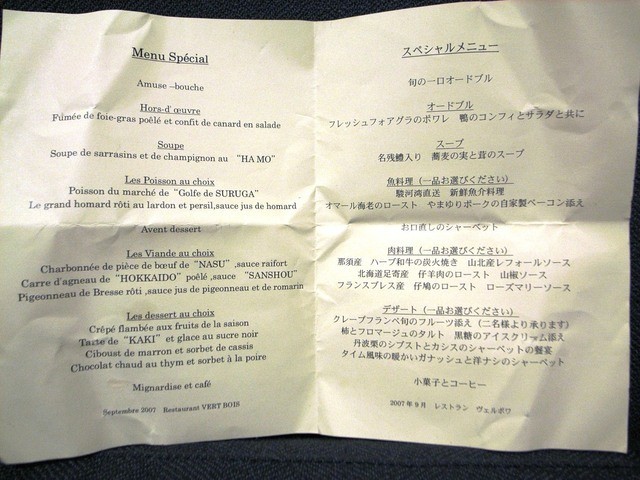 Menu Spécial
Amuse –bouche
Hors-d'œuvre
Fumée de foie-gras poêlé et confit de canard en salade
Soupe
Soupe de sarrasins et de champignon au "HAMO"
Les Poisson au choix
Poisson du marché de "Golfe de SURUGA"
Le grand homard rôti au lardon et persil,sauce jus de homard
Avent dessert
Les Viande au choix
Charbonnée de pièce de bœuf de "NASU" ,sauce raifort
Carre d'agneau de "HOKKAIDO" poêlé ,sauce "SANSHOU"
Pigeonneau de Bresse rôti ,sauce jus de pigeonneau et de romarin
Les dessert au choix
Crêpé flambée aux fruits de la saison
Tarte de "KAKI" et glace au sucre noir
Ciboust de marron et sorbet de cassis
Chocolat chaud au thym et sorbet à la poire
Mignardise et café
Septembre 2007 Restaurant VERT BOIS
スペシャルメニュー
旬の一口オードブル
オードブル
フレッシュフォアグラのポワレ 鴨のコンフィとサラダと共に
スープ
名残鱧入り 蕎麦の実と茸のスープ
魚料理（一品お選びください）
駿河湾直送 新鮮魚介料理
オマール海老のロースト やまゆりポークの自家製ベーコン添え
お口直しのシャーベット
肉料理（一品お選びください）
那須産 ハーブ和牛の炭火焼き 山北産レフォールソース
北海道足寄産 仔羊肉のロースト 山椒ソース
フランスブレス産 仔鳩のロースト ローズマリーソース
デザート（一品お選びください）
クレープフランベ旬のフルーツ添え（二名様より承ります）
柿とフロマージュのタルト 黒糖のアイスクリーム添え
丹波栗のシブストとカシスのシャーベットの饗宴
タイム風味の暖かいガナッシュと洋ナシのシャーベット
小菓子とコーヒー
2007年9月 レストラン ヴェルボワ